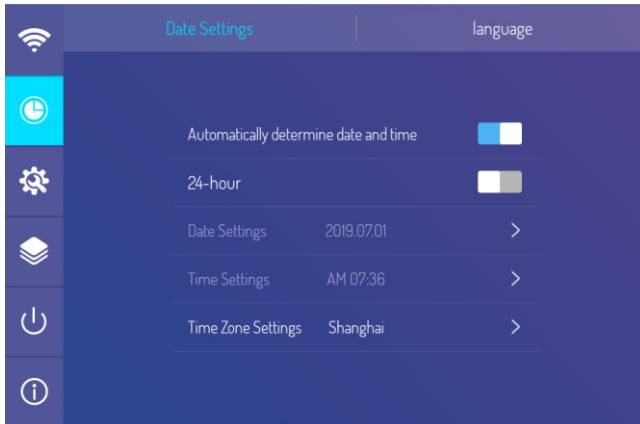 Date Settings language
Automatically determine date and time
24-hour
Date Settings 2019.07.01
Time Settings AM 07:36
Time Zone Settings Shanghai